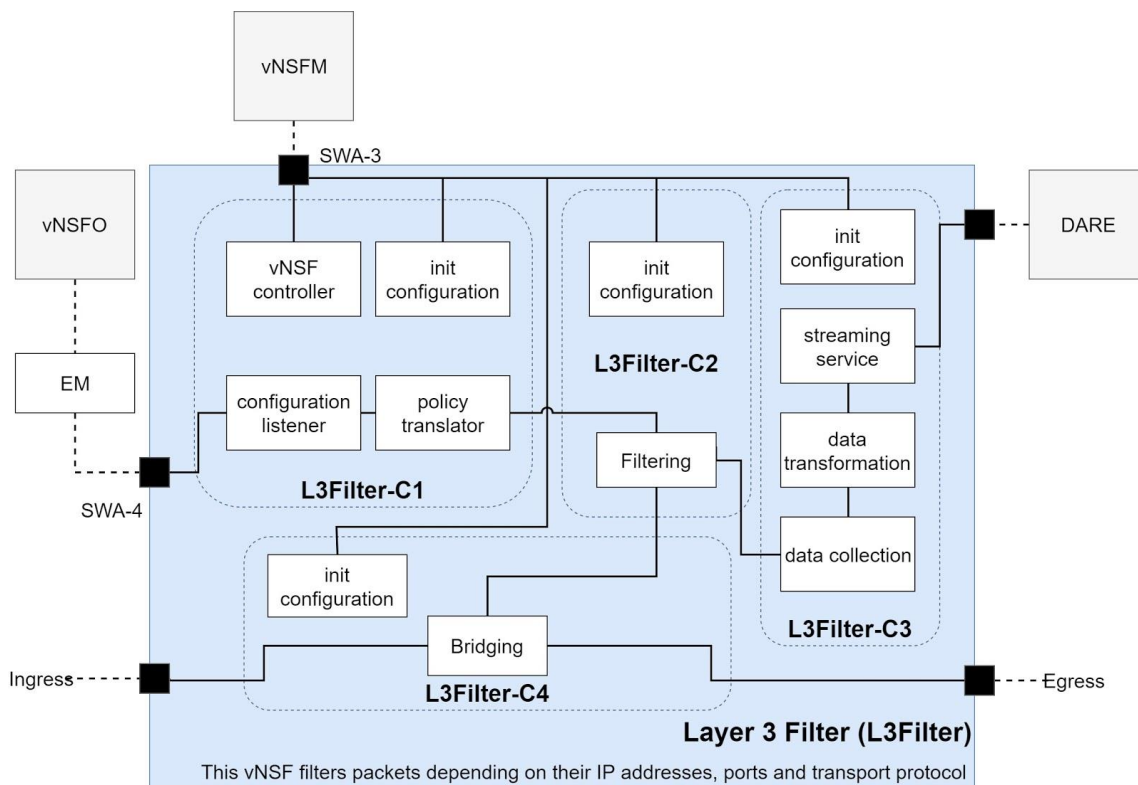 vNSFM
SWA-3
vNSFO
DARE
vNSF
controller
init
configuration
init
configuration
init
configuration
streaming
service
L3Filter-C2
EM
configuration
listener
policy
translator
data
transformation
Filtering
L3Filter-C1
SWA-4
data collection
init
configuration
L3Filter-C3
Bridging
Ingress
L3Filter-C4
Egress
Layer 3 Filter (L3Filter)
This vNSF filters packets depending on their IP addresses, ports and transport protocol